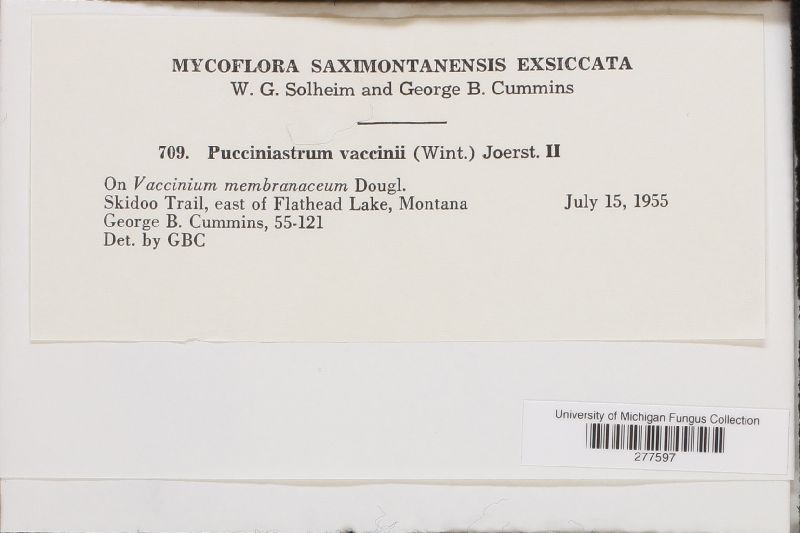 MYCOFLORA SAXIMONTANENSIS EXSICCATA
W. G. Solheim and George B. Cummins
709. Pucciniastrum vaccinii (Wint.) Joerst. II
On Vaccinium membranaceum Dougl.
Skidoo Trail, east of Flathead Lake, Montana July 15, 1955
George B. Cummins, 55-121
Det. by GBC
University of Michigan Fungus Collection
277597